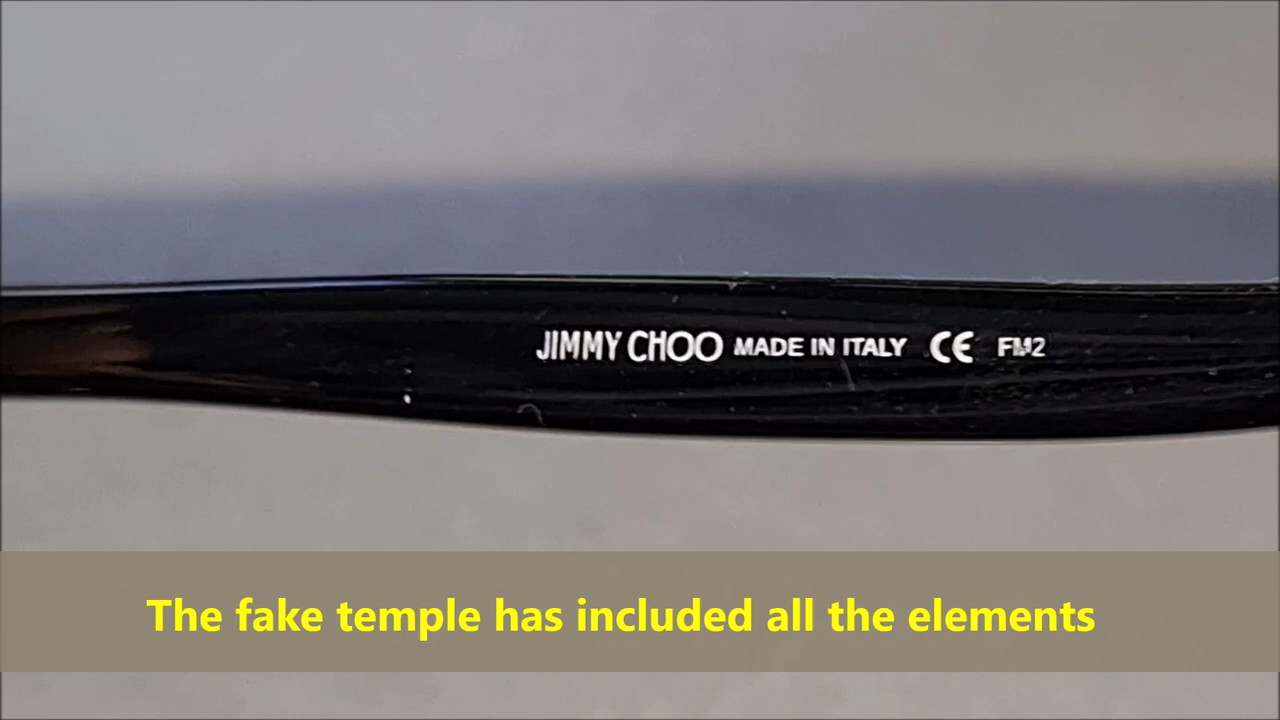 JIMMY CHOO MADE IN ITALY CE FM2
The fake temple has included all the elements